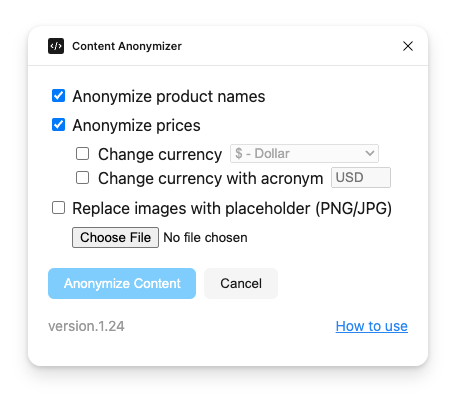 Content Anonymizer
Anonymize product names
Anonymize prices
Change currency $ - Dollar
Change currency with acronym USD
Replace images with placeholder (PNG/JPG)
Choose File No file chosen
Anonymize Content Cancel
version.1.24 How to use